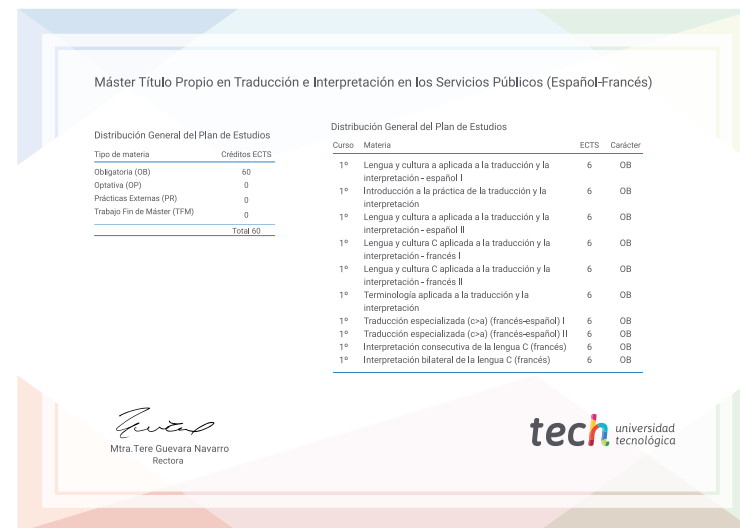 Máster Título Propio en Traducción e Interpretación en los Servicios Públicos (Español-Francés)
Distribución General del Plan de Estudios
Tipo de materia Créditos ECTS
Obligatoria (OB) 60
Optativa (OP) 0
Prácticas Externas (PR) 0
Trabajo Fin de Máster (TFM) 0
Total 60
Distribución General del Plan de Estudios
Curso Materia ECTS Carácter
1º Lengua y cultura a aplicada a la traducción y la 6 OB
interpretación - español I
1º Introducción a la práctica de la traducción y la 6 OB
interpretación
1º Lengua y cultura a aplicada a la traducción y la 6 OB
interpretación - español II
1º Lengua y cultura C aplicada a la traducción y la 6 OB
interpretación - francés I
1º Lengua y cultura C aplicada a la traducción y la 6 OB
interpretación - francés II
1º Terminología aplicada a la traducción y la 6 OB
interpretación
1º Traducción especializada (c>a) (francés-español) I 6 OB
1º Traducción especializada (c>a) (francés-español) II 6 OB
1º Interpretación consecutiva de la lengua C (francés) 6 OB
1º Interpretación bilateral de la lengua C (francés) 6 OB
Mtra.Tere Guevara Navarro
Rectora
tech universidad
tecnológica